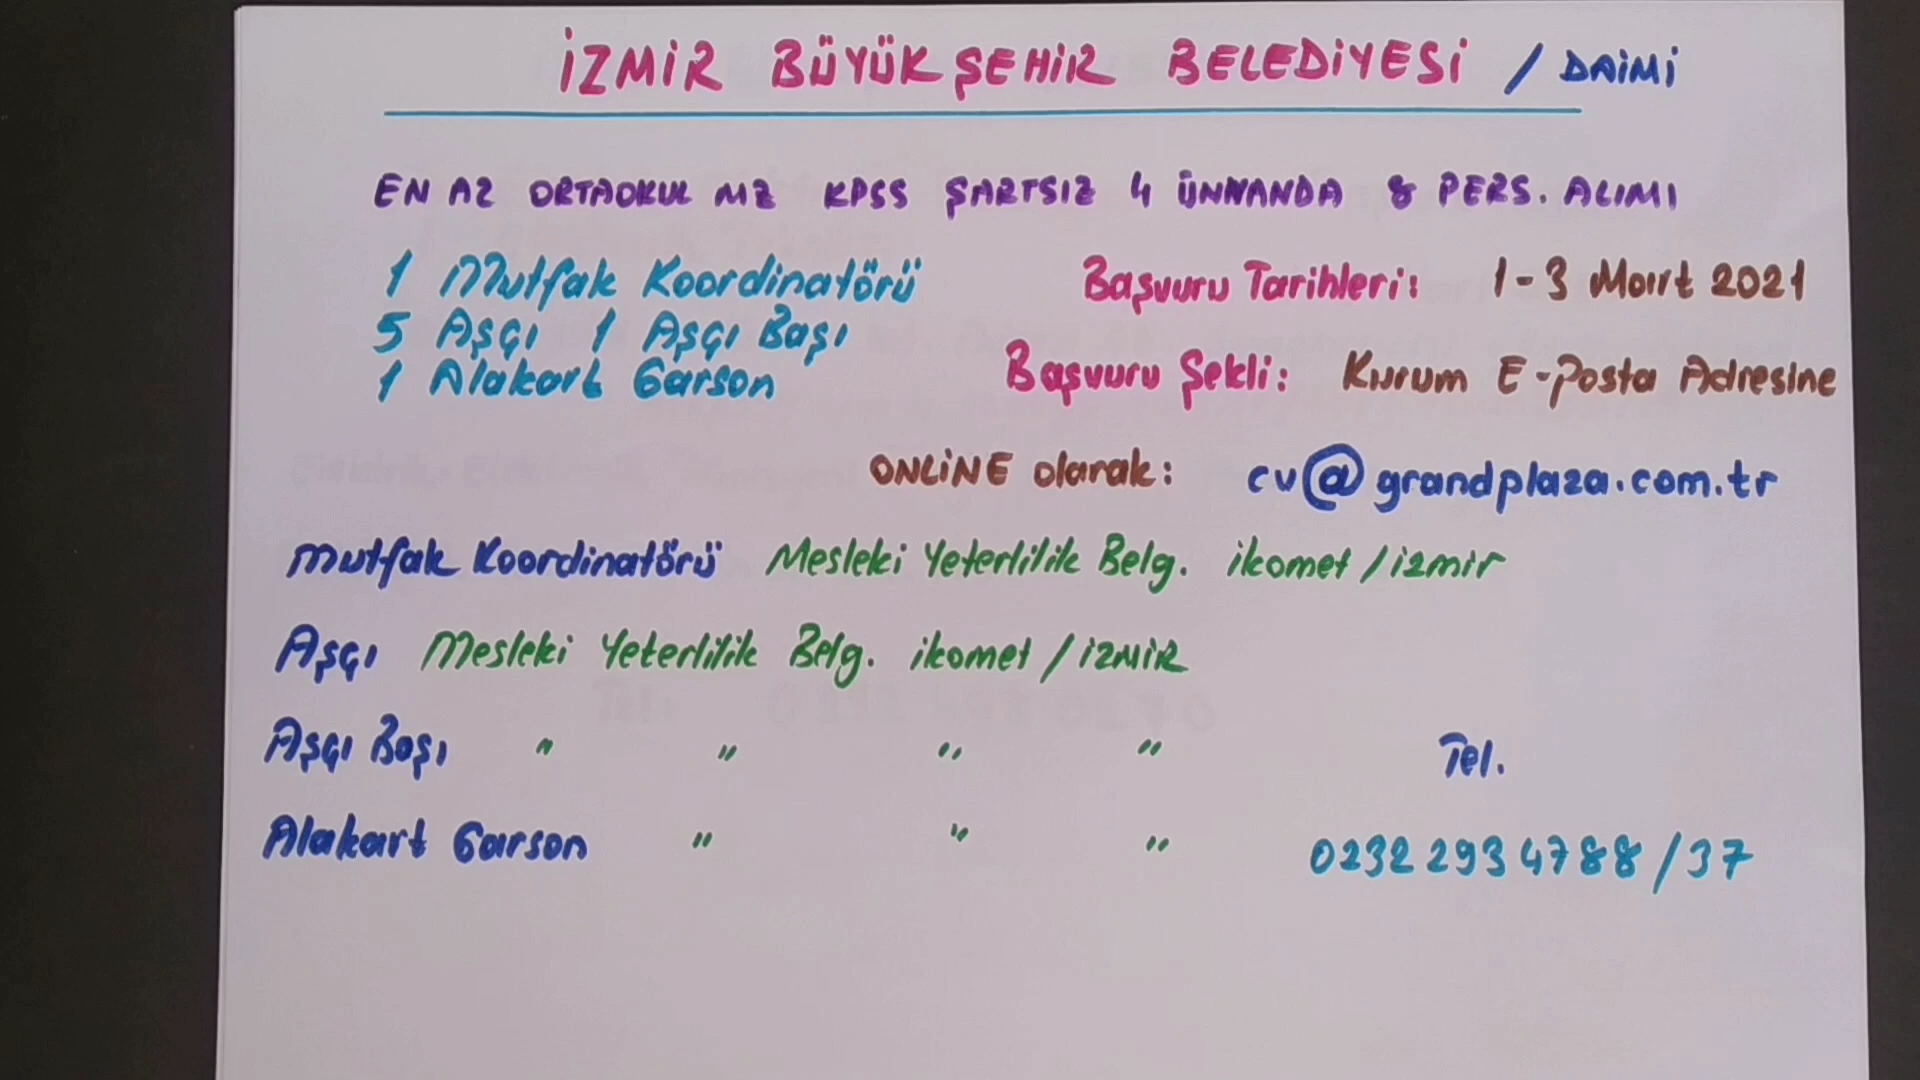 İZMİR BÜYÜKŞEHİR BELEDİYESİ / DAİMİ
EN AZ ORTAOKUL MZ KPSS ŞARTSIZ 4 ÜNVANDA 8 PERS. ALIMI
1 Mutfak Koordinatörü
5 Aşçı 1 Aşçı Başı
1 Alakart Garson
Başvuru Tarihleri: 1-3 Mart 2021
Başvuru Şekli: Kurum E-Posta Adresine
ONLİNE olarak: cv@grandplaza.com.tr
Mutfak Koordinatörü Mesleki Yeterlilik Belg. ikamet / izmir
Aşçı Mesleki Yeterlilik Belg. ikamet / İZMİR
Aşçı Başı " " " "
Alakart Garson " " "
Tel.
0232 293 4788 / 37